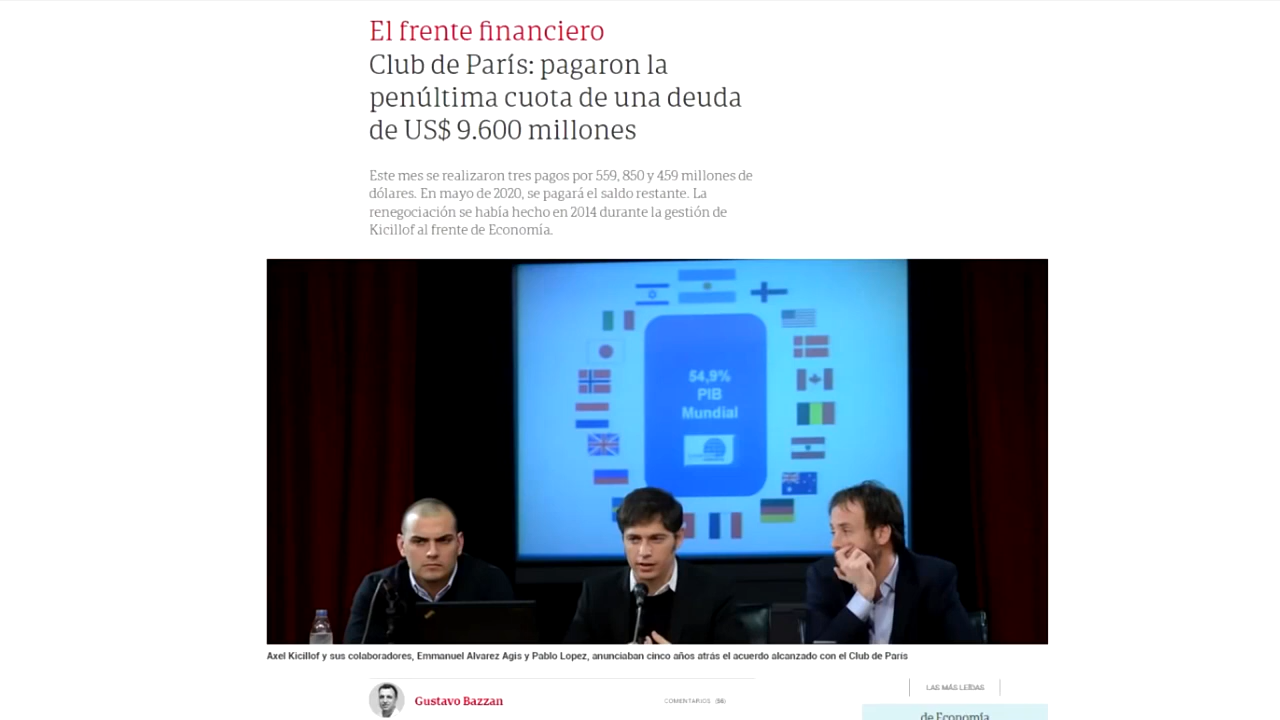 El frente financiero
Club de París: pagaron la
penúltima cuota de una deuda
de US$ 9.600 millones
Este mes se realizaron tres pagos por 559, 850 y 459 millones de
dólares. En mayo de 2020, se pagará el saldo restante. La
renegociación se había hecho en 2014 durante la gestión de
Kicillof al frente de Economía.
54,9%
PIB
Mundial
Axel Kicillof y sus colaboradores, Emmanuel Alvarez Agis y Pablo Lopez, anunciaban cinco años atrás el acuerdo alcanzado con el Club de París
Gustavo Bazzan
COMENTARIOS (56)
LAS MÁS LEÍDAS
de Economía